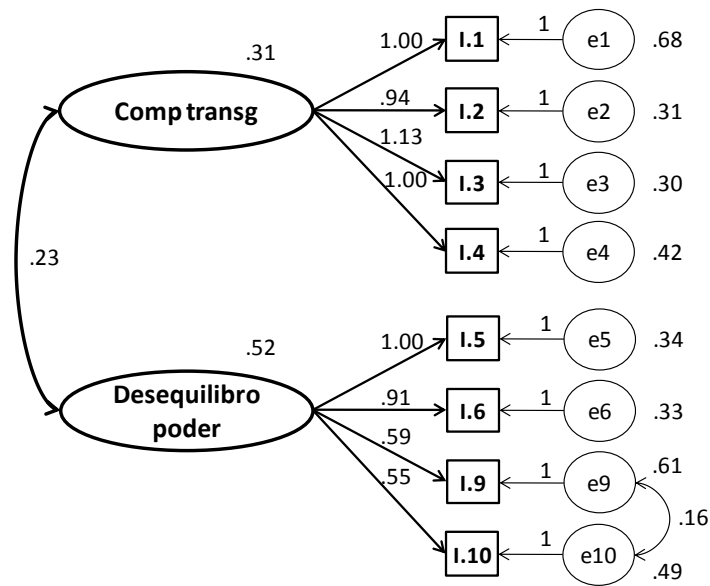 .31
Comp transg
1.00
I.1
1
e1
.68
.94
I.2
1
e2
.31
1.13
I.3
1
e3
.30
1.00
I.4
1
e4
.42
.23
.52
Desequilibro
poder
1.00
I.5
1
e5
.34
.91
I.6
1
e6
.33
.59
I.9
1
e9
.61
.16
.55
I.10
1
e10
.49